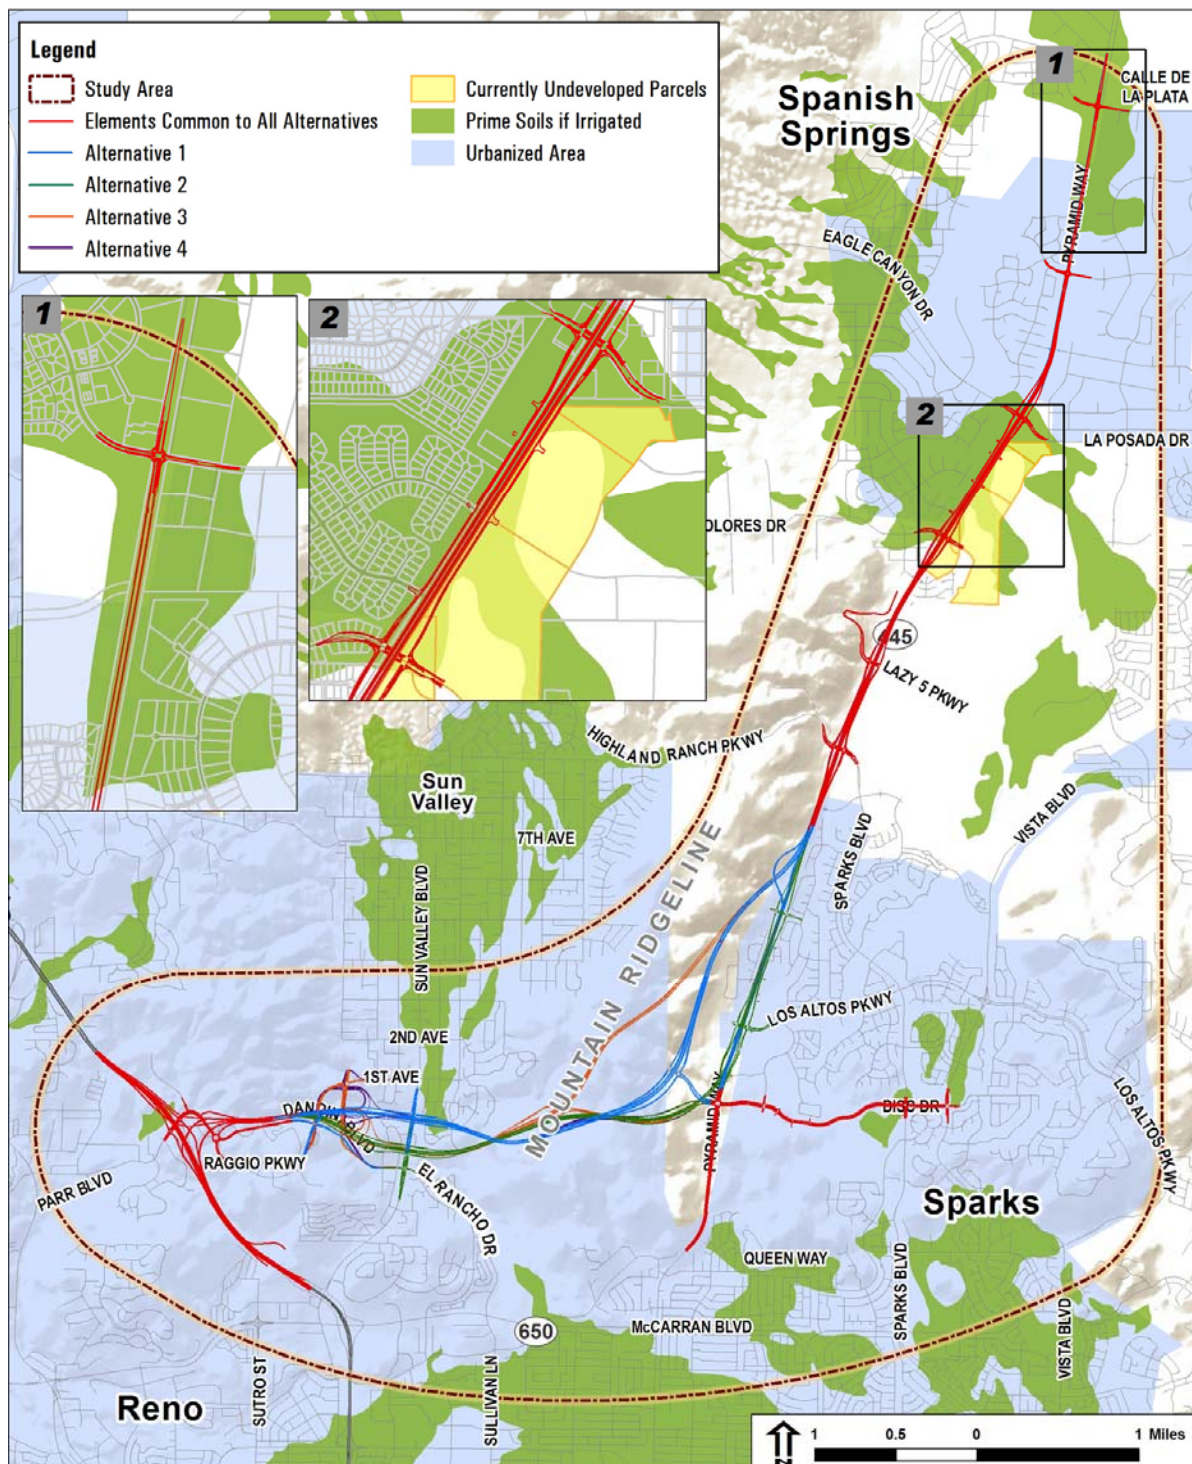 Legend
Study Area
Elements Common to All Alternatives
Alternative 1
Alternative 2
Alternative 3
Alternative 4
Currently Undeveloped Parcels
Prime Soils if Irrigated
Urbanized Area
1
CALLE DE
LA PLATA
Spanish
Springs
PYRAMID WAY
EAGLE CANYON DR
1
2
2
LA POSADA DR
OLORES DR
445
LAZY 5 PKWY
HIGHLAND RANCH PKWY
Sun
Valley
7TH AVE
VISTA BLVD
SPARKS BLVD
SUN VALLEY BLVD
MOUNTAIN RIDGELINE
LOS ALTOS PKWY
2ND AVE
1ST AVE
BLVD
PYRAMID WAY
DISC DR
LOS ALTOS PKWY
RAGGIO PKWY
EL RANCHO DR
PARR BLVD
Sparks
QUEEN WAY
SPARKS BLVD
650
McCARRAN BLVD
VISTA BLVD
Reno
SUTRO ST
SULLIVAN LN
1 0.5 0 1 Miles